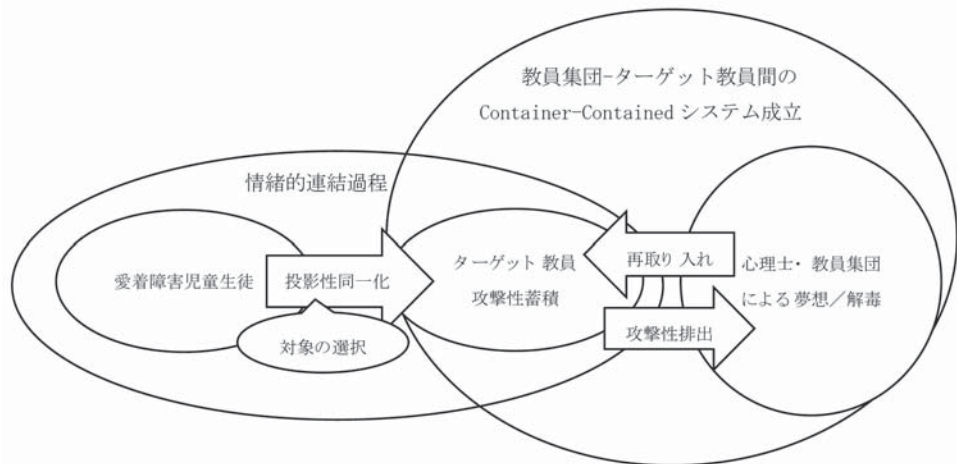 教員集団-ターゲット教員間の
Container-Contained システム成立
情緒的連結過程
愛着障害児童生徒
投影性同一化
対象の選択
ターゲット教員
攻撃性蓄積
再取り入れ
攻撃性排出
心理士・教員集団
による夢想／解毒